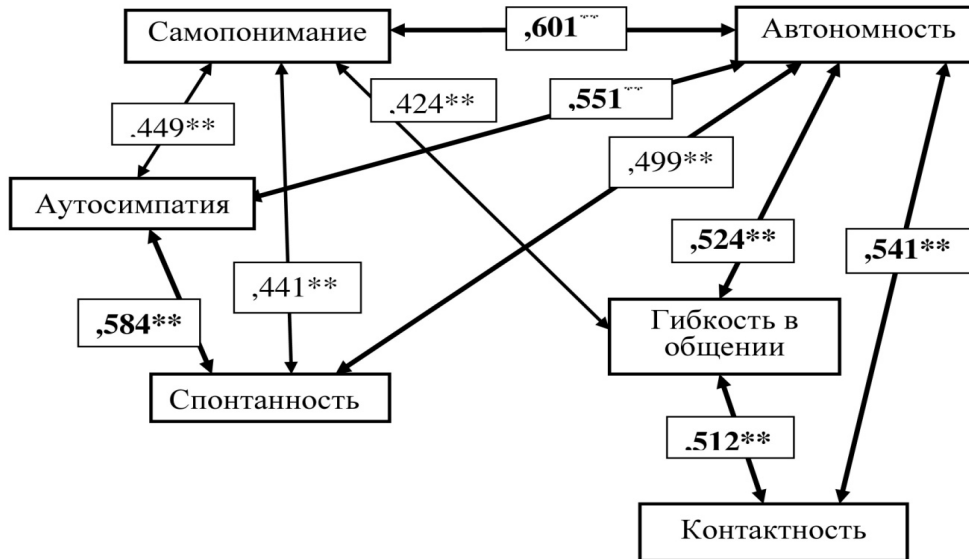 Самопонимание
,601**
Автономность
,449**
,424**
,551**
,499**
Аутосимпатия
,524**
,541**
,441**
,584**
Гибкость в
общении
Спонтанность
,512**
Контактность